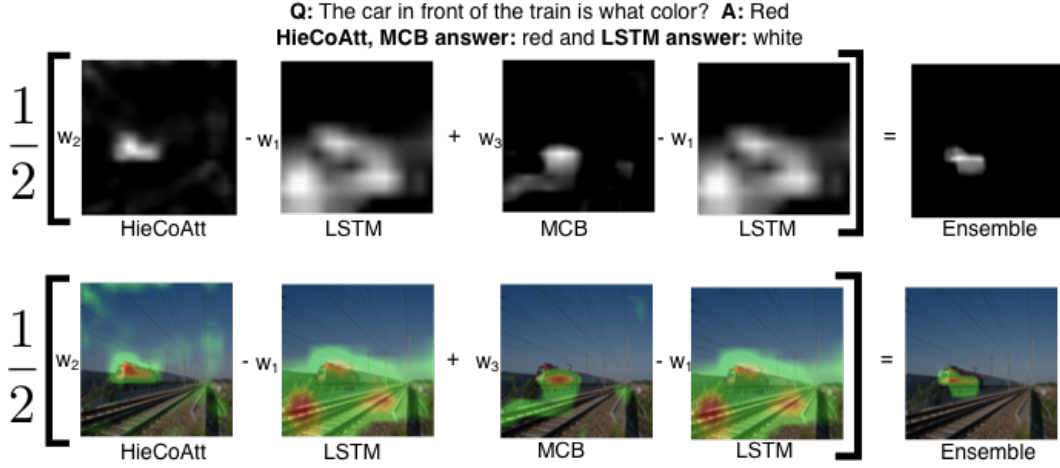 Q: The car in front of the train is what color? A: Red
HieCoAtt, MCB answer: red and LSTM answer: white
1/2 [ w2 - w1 + w3 - w1 ] =
HieCoAtt LSTM MCB LSTM Ensemble
1/2 [ w2 - w1 + w3 - w1 ] =
HieCoAtt LSTM MCB LSTM Ensemble